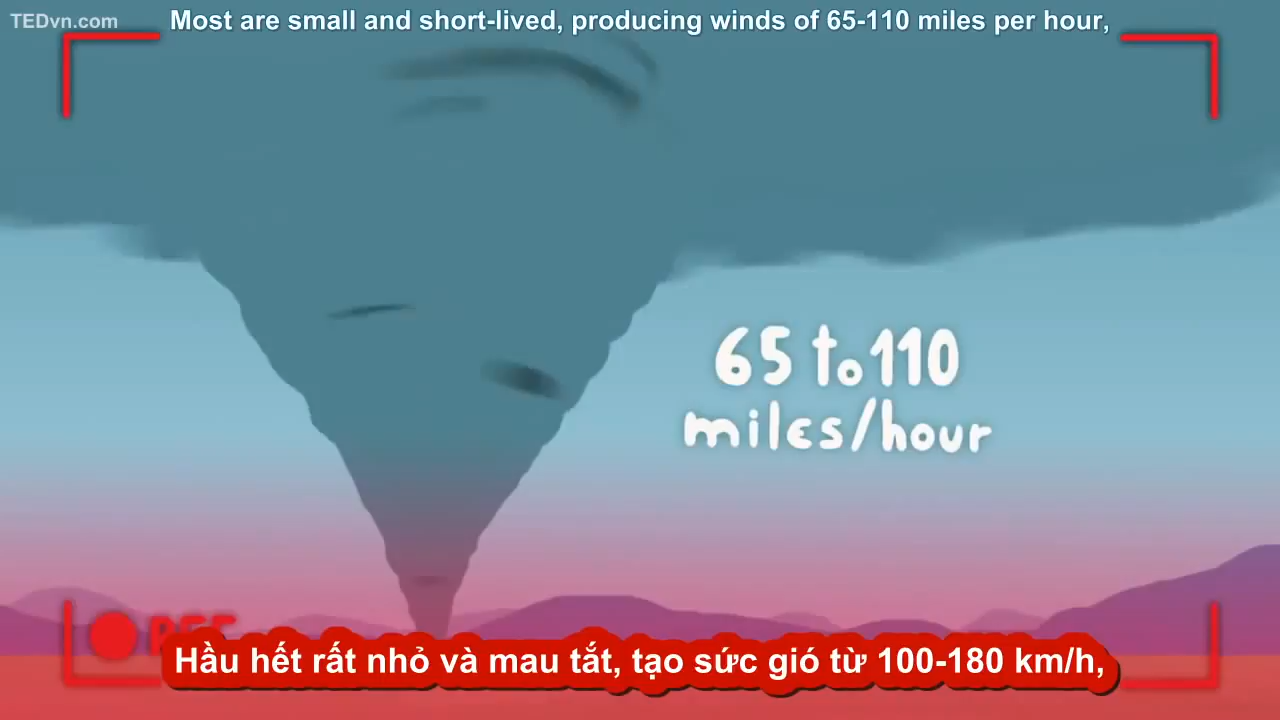 TEDvn.com
Most are small and short-lived, producing winds of 65-110 miles per hour,
65 to 110
miles/hour
Hầu hết rất nhỏ và mau tắt, tạo sức gió từ 100-180 km/h,